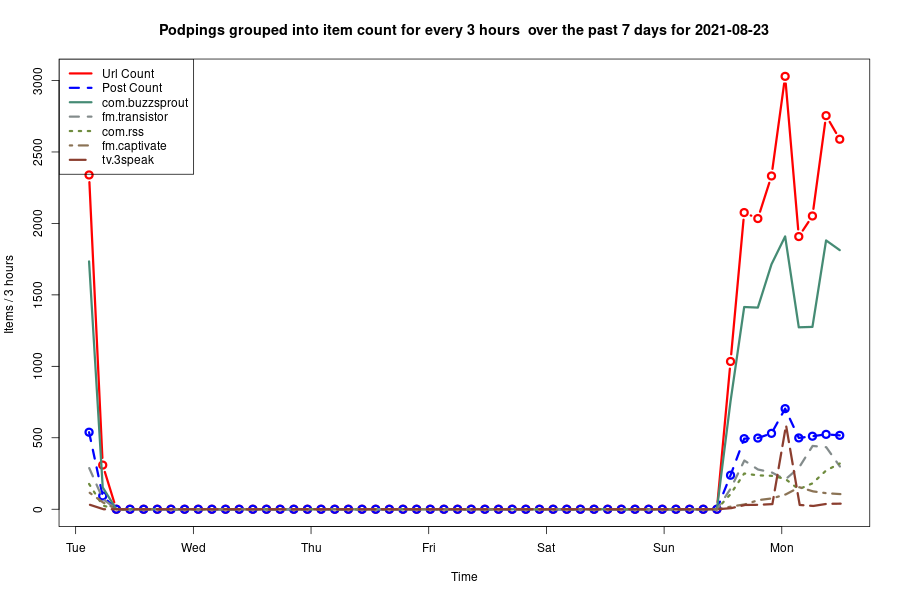 Podpings grouped into item count for every 3 hours  over the past 7 days for 2021-08-23
Url Count
Post Count
com.buzzsprout
fm.transistor
com.rss
fm.captivate
tv.3speak
Items / 3 hours
3000
2500
2000
1500
1000
500
0
Tue Wed Thu Fri Sat Sun Mon
Time